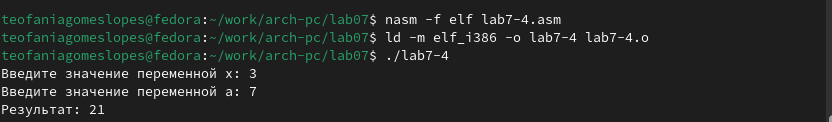 teofaniagomeslopes@fedora:~/work/arch-pc/lab07$ nasm -f elf lab7-4.asm
teofaniagomeslopes@fedora:~/work/arch-pc/lab07$ ld -m elf_i386 -o lab7-4 lab7-4.o
teofaniagomeslopes@fedora:~/work/arch-pc/lab07$ ./lab7-4
Введите значение переменной x: 3
Введите значение переменной a: 7
Результат: 21